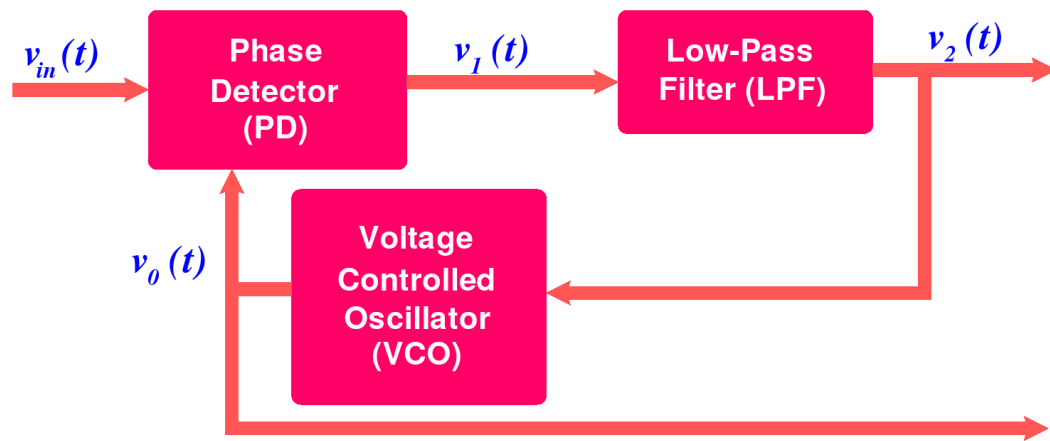 v_in (t)
Phase
Detector
(PD)
v_1 (t)
Low-Pass
Filter (LPF)
v_2 (t)
v_0 (t)
Voltage
Controlled
Oscillator
(VCO)